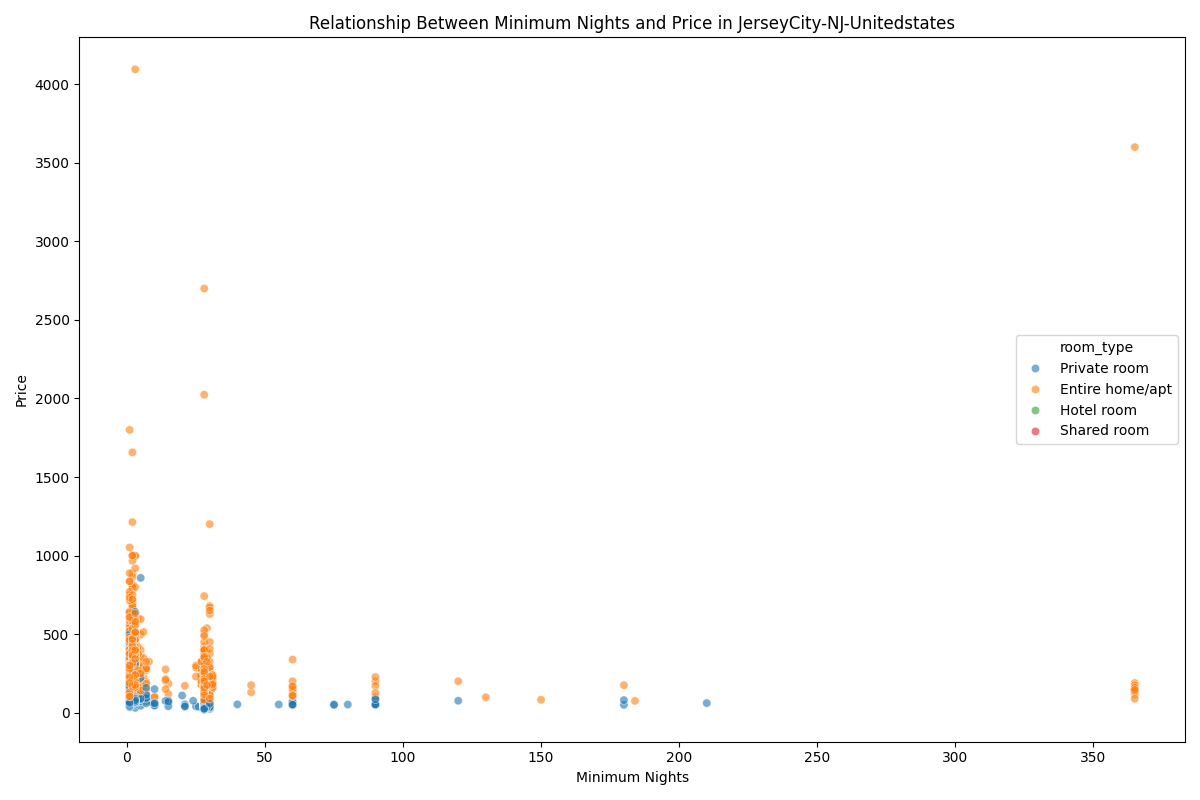 Relationship Between Minimum Nights and Price in JerseyCity-NJ-Unitedstates
4000
3500
3000
2500
2000
1500
1000
500
0
Price
room_type
Private room
Entire home/apt
Hotel room
Shared room
0 50 100 150 200 250 300 350
Minimum Nights